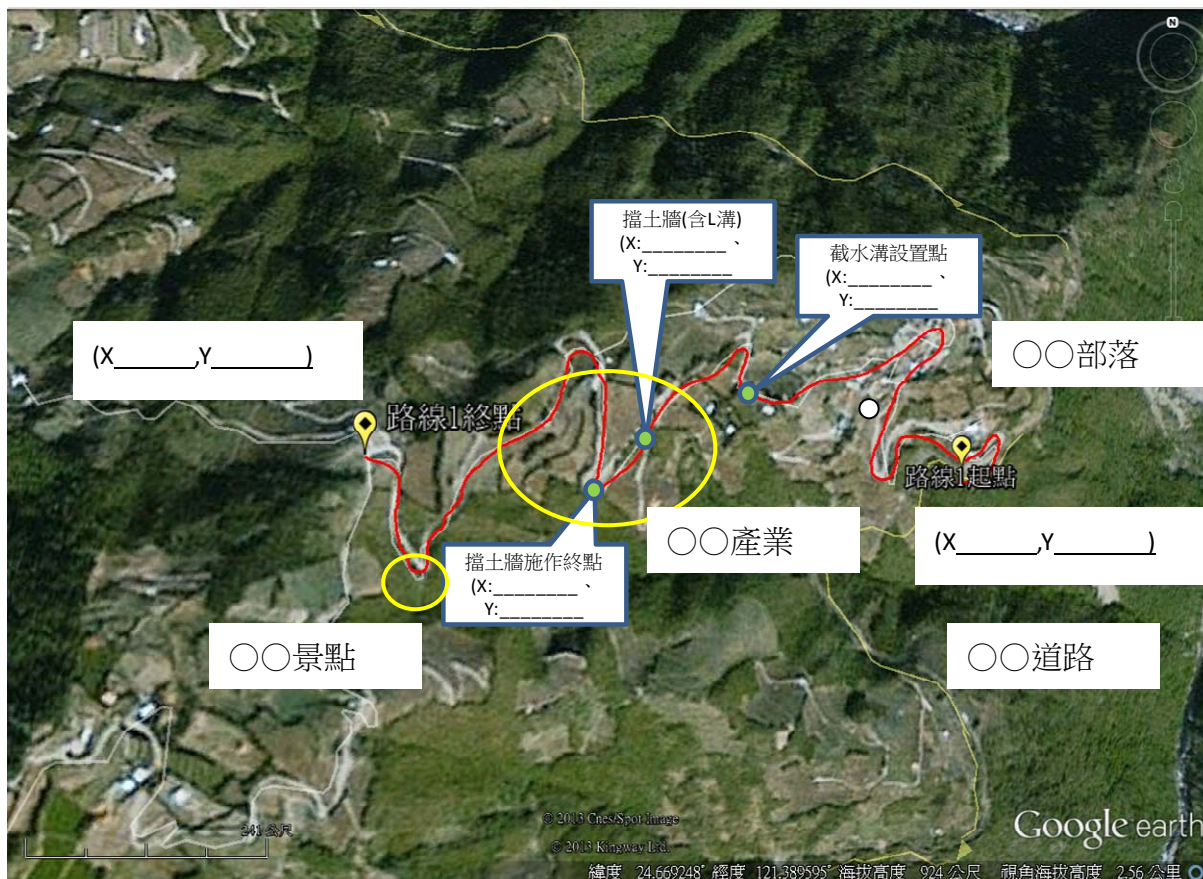 N
擋土牆(含L溝)
(X:________、
Y:________
截水溝設置點
(X:________、
Y:________
(X______,Y________)
○○部落
路線1終點
路線1起點
○○產業
(X______,Y________)
擋土牆施作終點
(X:________、
Y:________
○○景點
○○道路
241 公尺
© 2013 Cnes/Spot Image
© 2013 Kingway Ltd.
Google earth
緯度 24.669248° 經度 121.389595° 海拔高度 924 公尺 視角海拔高度 2.56 公里